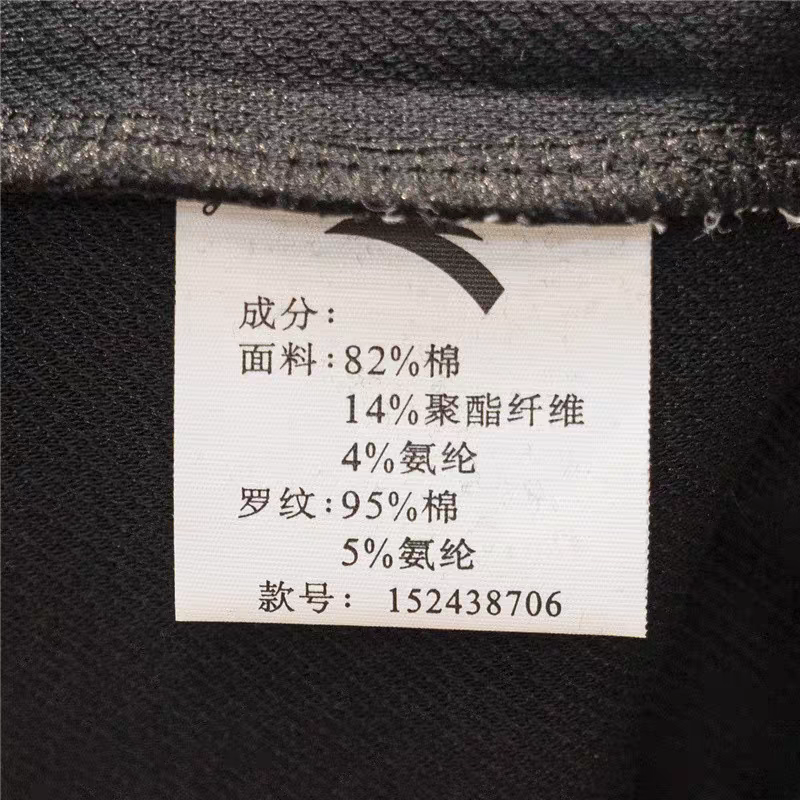 成分：
面料：82%棉
14%聚酯纤维
4%氨纶
罗纹：95%棉
5%氨纶
款号： 152438706